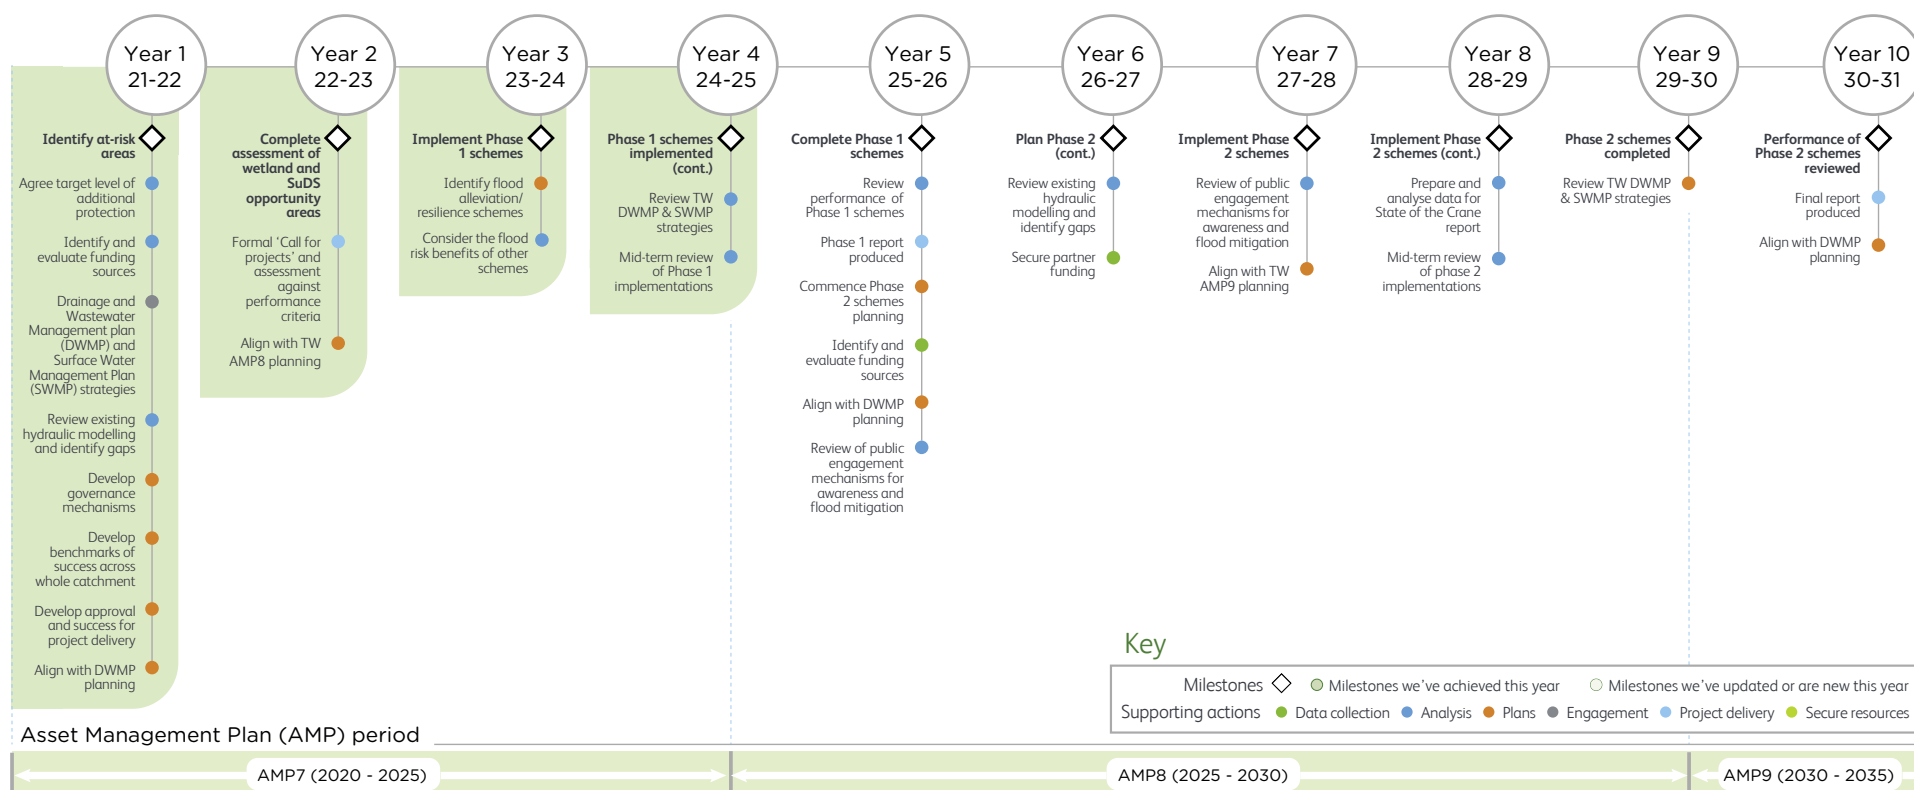 Year 1
21-22
Year 2
22-23
Year 3
23-24
Year 4
24-25
Year 5
25-26
Year 6
26-27
Year 7
27-28
Year 8
28-29
Year 9
29-30
Year 10
30-31
Identify at-risk
areas
Agree target level of
additional
protection
Identify and
evaluate funding
sources
Drainage and
Wastewater
Management plan
(DWMP) and
Surface Water
Management Plan
(SWMP) strategies
Review existing
hydraulic modelling
and identify gaps
Develop
governance
mechanisms
Develop
benchmarks of
success across
whole catchment
Develop approval
and success for
project delivery
Align with DWMP
planning
Complete
assessment of
wetland and
SuDS
opportunity
areas
Formal ‘Call for
projects’ and
assessment
against
performance
criteria
Align with TW
AMP8 planning
Implement Phase
1 schemes
Identify flood
alleviation/
resilience schemes
Consider the flood
risk benefits of other
schemes
Phase 1 schemes
implemented
(cont.)
Review TW
DWMP & SWMP
strategies
Mid-term review
of Phase 1
implementations
Complete Phase 1
schemes
Review
performance of
Phase 1 schemes
Phase 1 report
produced
Commence Phase
2 schemes
planning
Identify and
evaluate funding
sources
Align with DWMP
planning
Review of public
engagement
mechanisms for
awareness and
flood mitigation
Plan Phase 2
(cont.)
Review existing
hydraulic
modelling and
identify gaps
Secure partner
funding
Implement Phase
2 schemes
Review of public
engagement
mechanisms for
awareness and
flood mitigation
Align with TW
AMP9 planning
Implement Phase
2 schemes (cont.)
Prepare and
analyse data for
State of the Crane
report
Mid-term review
of phase 2
implementations
Phase 2 schemes
completed
Review TW DWMP
& SWMP strategies
Performance of
Phase 2 schemes
reviewed
Final report
produced
Align with DWMP
planning
Key
Milestones Milestones we’ve achieved this year Milestones we’ve updated or are new this year
Supporting actions Data collection Analysis Plans Engagement Project delivery Secure resources
Asset Management Plan (AMP) period
AMP7 (2020 - 2025)
AMP8 (2025 - 2030)
AMP9 (2030 - 2035)